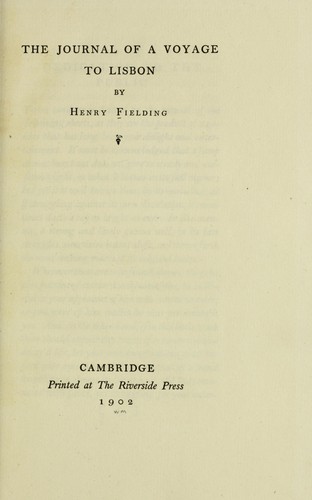 THE JOURNAL OF A VOYAGE
TO LISBON
BY
HENRY FIELDING
CAMBRIDGE
Printed at The Riverside Press
1902